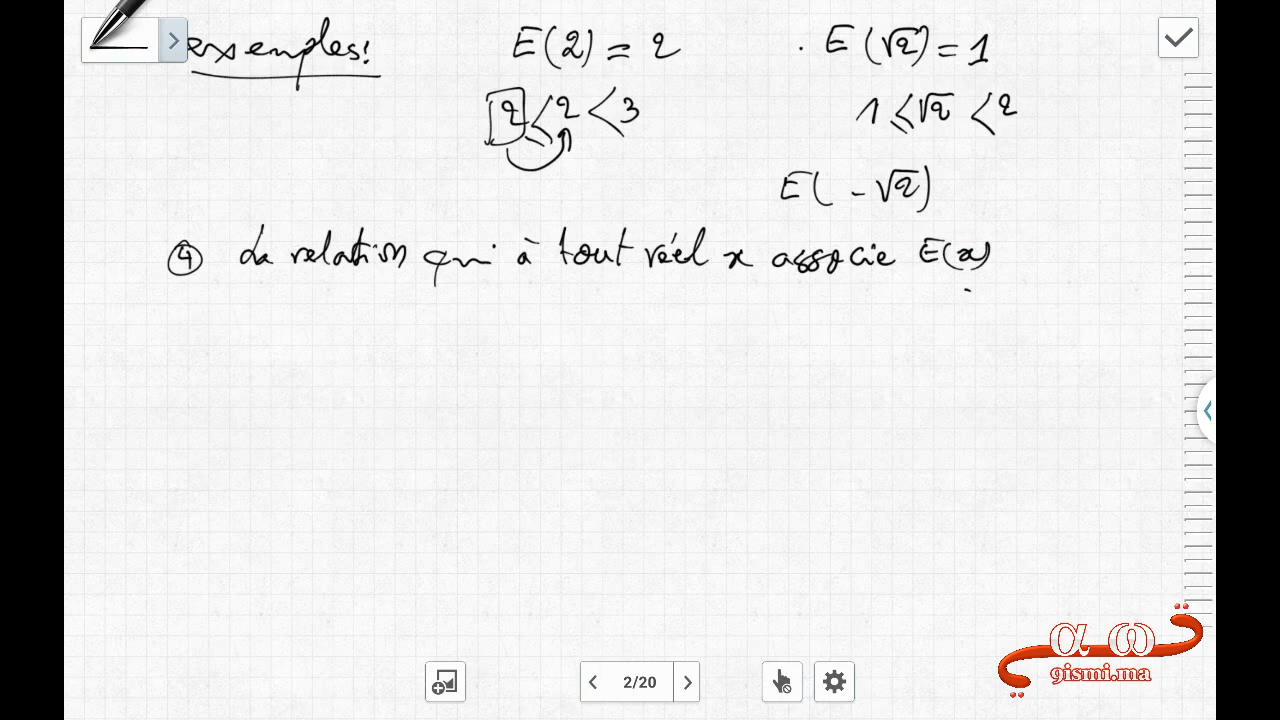 exemples! E(2) = 2 . E(√2) = 1
2 ≤ 2 < 3 1 ≤ √2 < 2
E( - √2)
④ La relation qui à tout réel x associe E(x)
2/20
α ω
gismi.ma